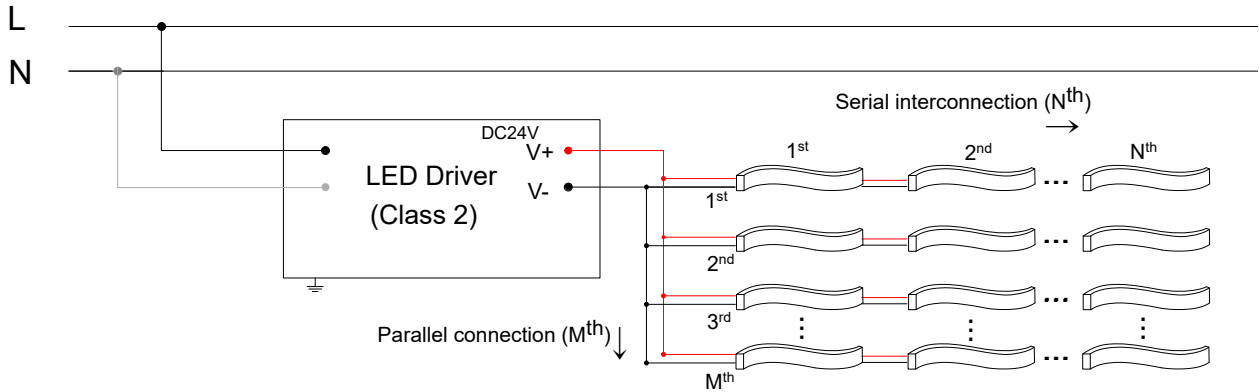 L
N
Serial interconnection (Nth)
DC24V
V+
LED Driver
V-
(Class 2)
1st
2nd
Nth
1st
2nd
3rd
Parallel connection (Mth)
Mth